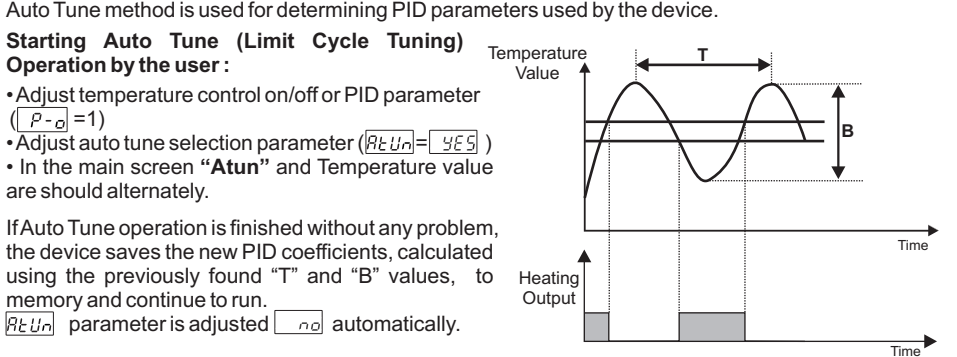 Auto Tune method is used for determining PID parameters used by the device.
Starting Auto Tune (Limit Cycle Tuning)
Operation by the user :
•Adjust temperature control on/off or PID parameter
( P-o =1)
•Adjust auto tune selection parameter (AtUn= YES )
• In the main screen “Atun” and Temperature value
are should alternately.
If Auto Tune operation is finished without any problem,
the device saves the new PID coefficients, calculated
using the previously found “T” and “B” values, to
memory and continue to run.
AtUn parameter is adjusted no automatically.
Temperature
Value
T
B
Time
Heating
Output
Time